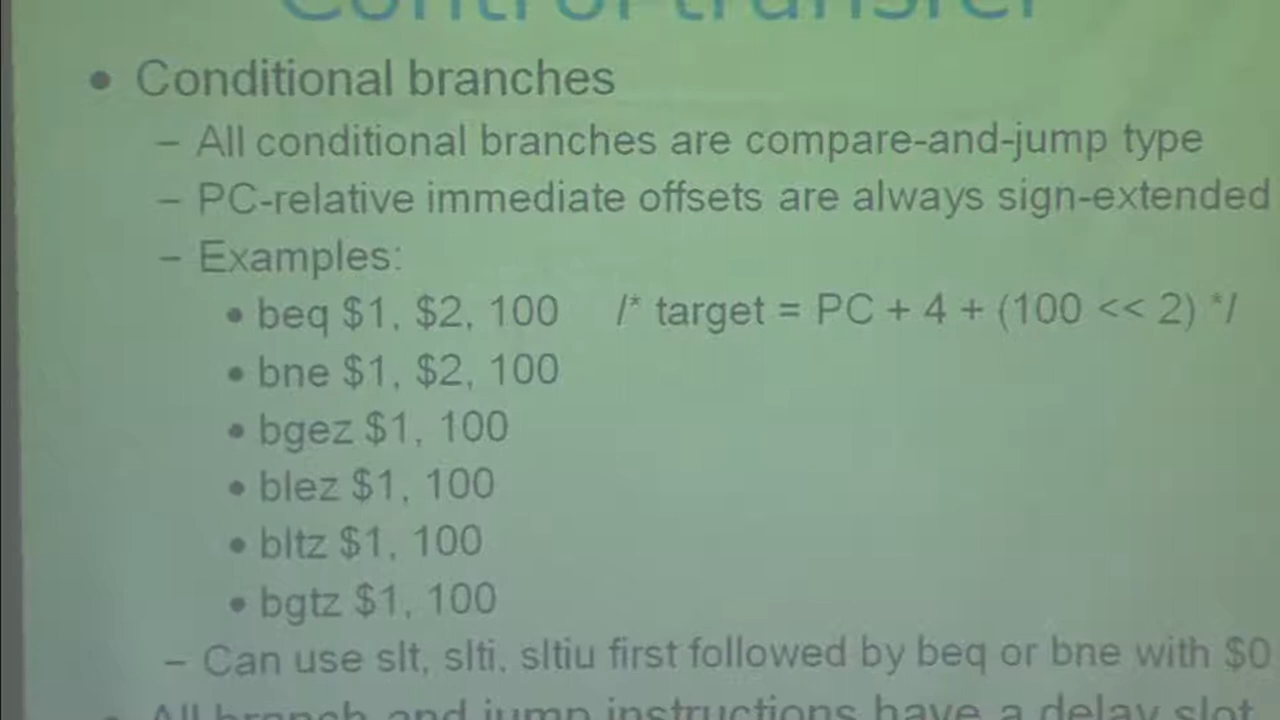 Control transfer
• Conditional branches
– All conditional branches are compare-and-jump type
– PC-relative immediate offsets are always sign-extended
– Examples:
• beq $1, $2, 100 /* target = PC + 4 + (100 << 2) */
• bne $1, $2, 100
• bgez $1, 100
• blez $1, 100
• bltz $1, 100
• bgtz $1, 100
– Can use slt, slti, sltiu first followed by beq or bne with $0
• All branch and jump instructions have a delay slot